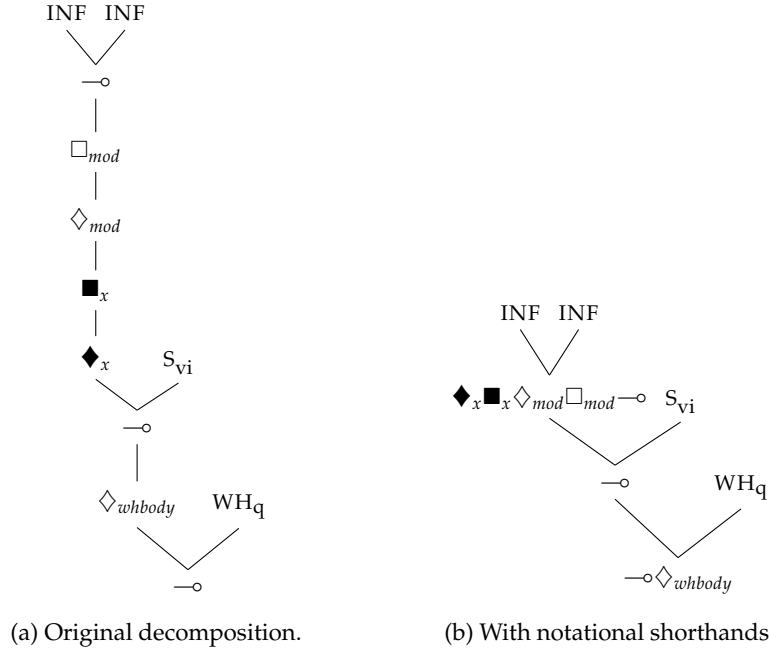 INF INF
⊸
□mod
◇mod
■x
◆x Svi
⊸
◇whbody WHq
⊸
(a) Original decomposition.
INF INF
◆x■x◇mod□mod⊸ Svi
⊸ WHq
⊸◇whbody
(b) With notational shorthands